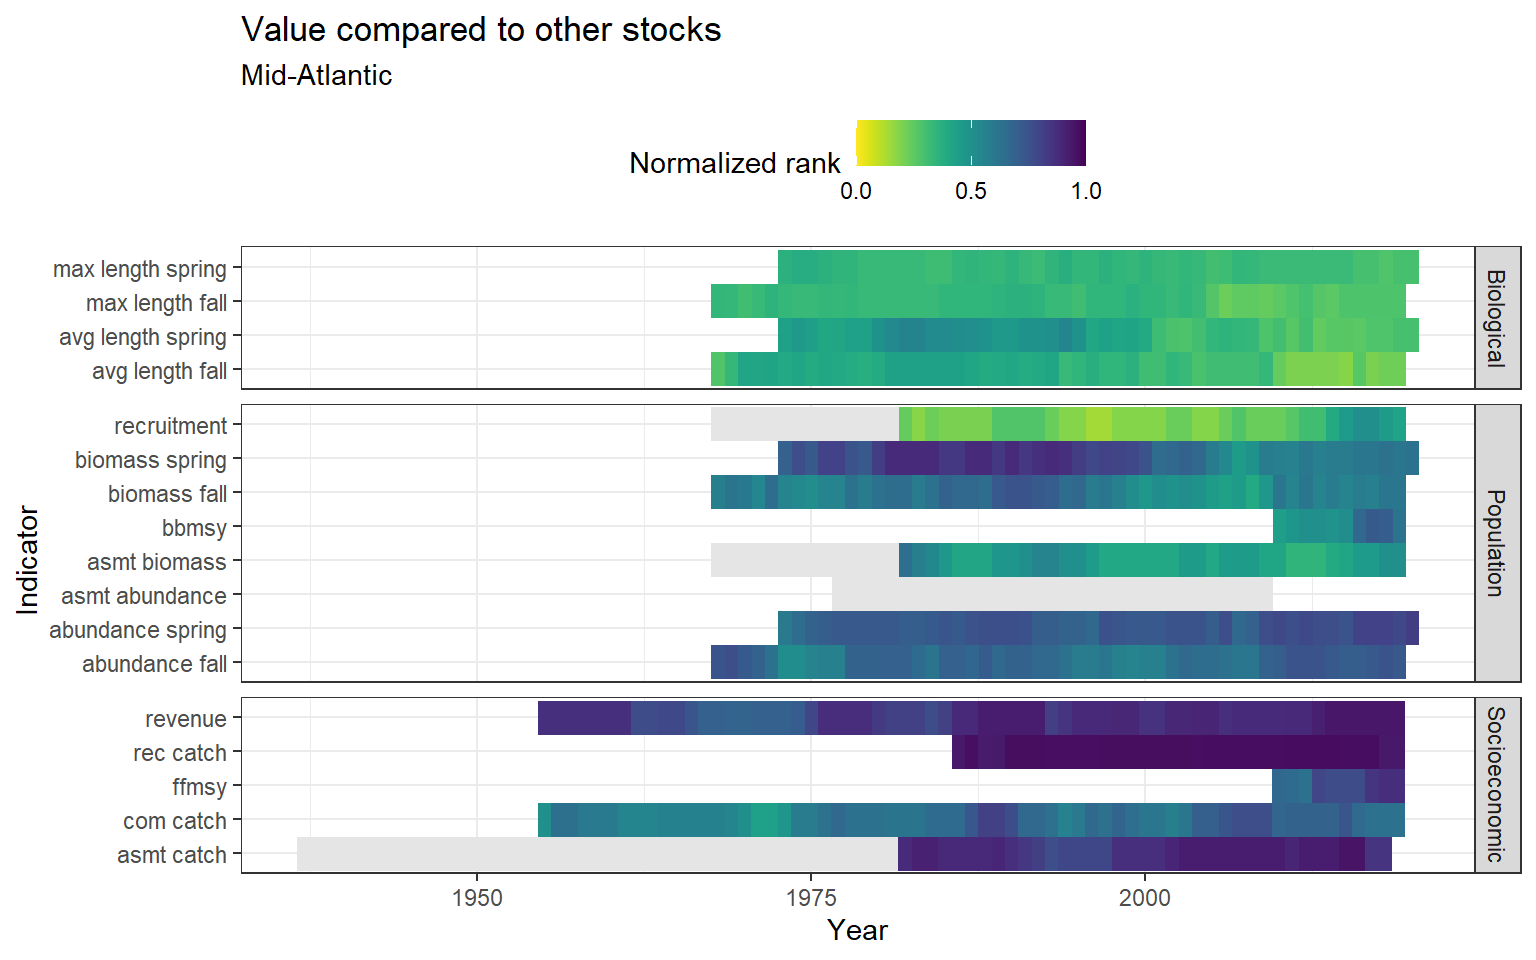 Value compared to other stocks
Mid-Atlantic
Normalized rank
0.0 0.5 1.0
max length spring
max length fall
avg length spring
avg length fall
Biological
recruitment
biomass spring
biomass fall
bbmsy
asmt biomass
asmt abundance
abundance spring
abundance fall
Population
revenue
rec catch
ffmsy
com catch
asmt catch
Socioeconomic
Indicator
1950 1975 2000
Year